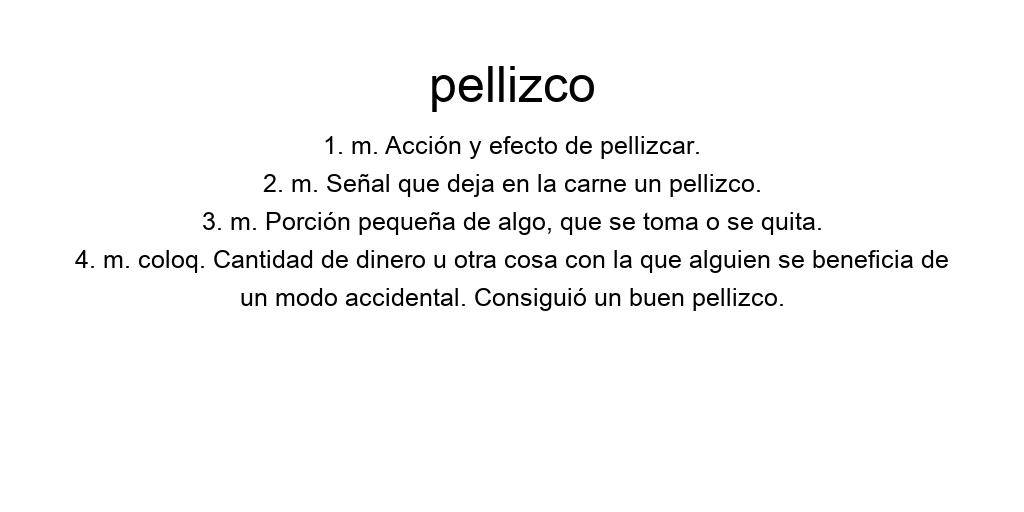 pellizco
1. m. Acción y efecto de pellizcar.
2. m. Señal que deja en la carne un pellizco.
3. m. Porción pequeña de algo, que se toma o se quita.
4. m. coloq. Cantidad de dinero u otra cosa con la que alguien se beneficia de
un modo accidental. Consiguió un buen pellizco.